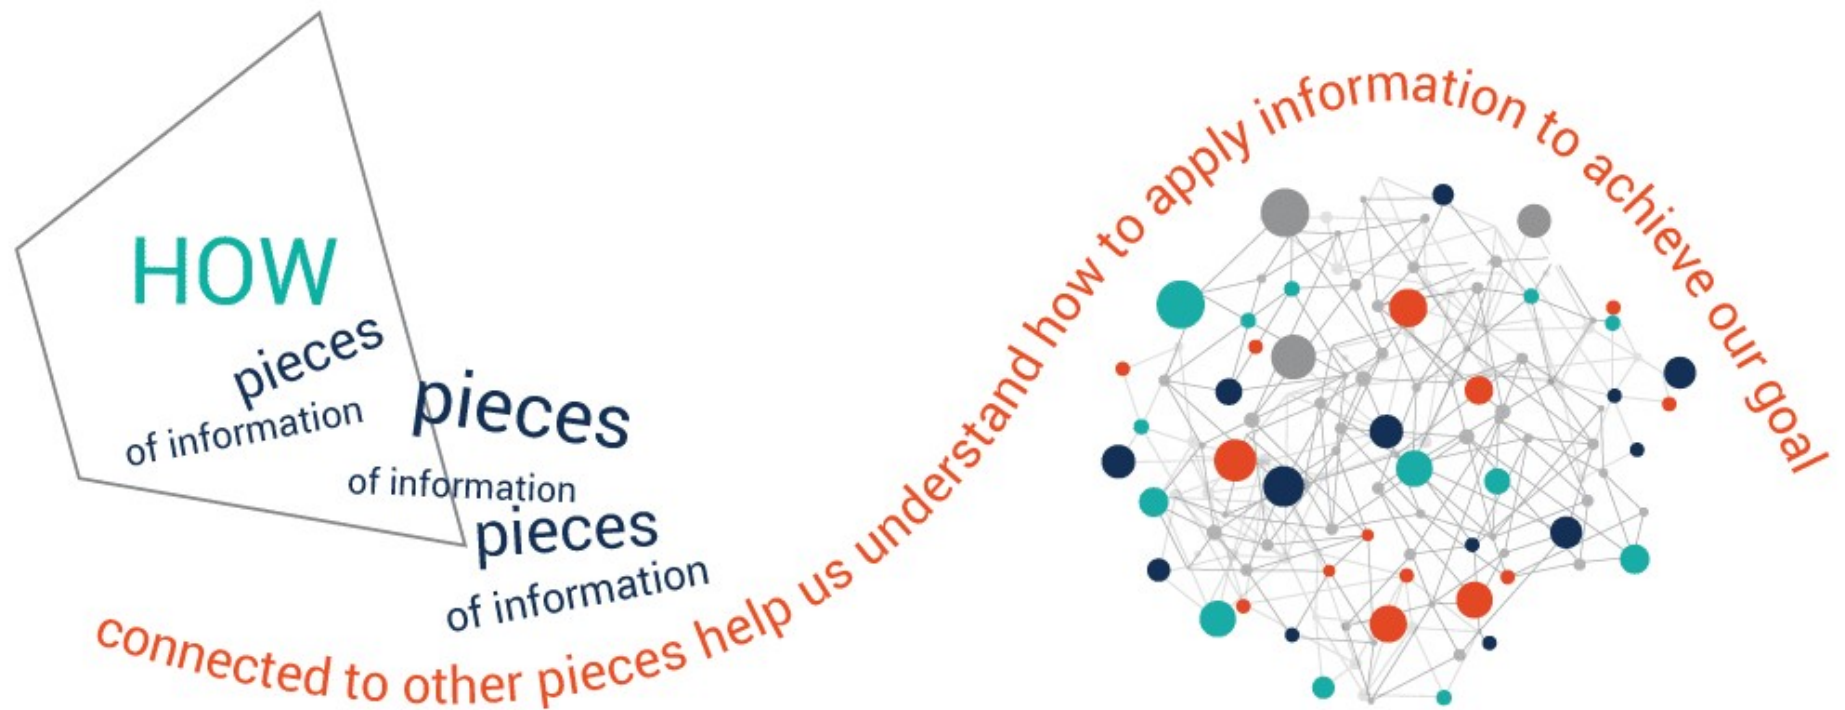 HOW
pieces
of information
pieces
of information
pieces
of information
connected to other pieces help us understand how to apply information to achieve our goal